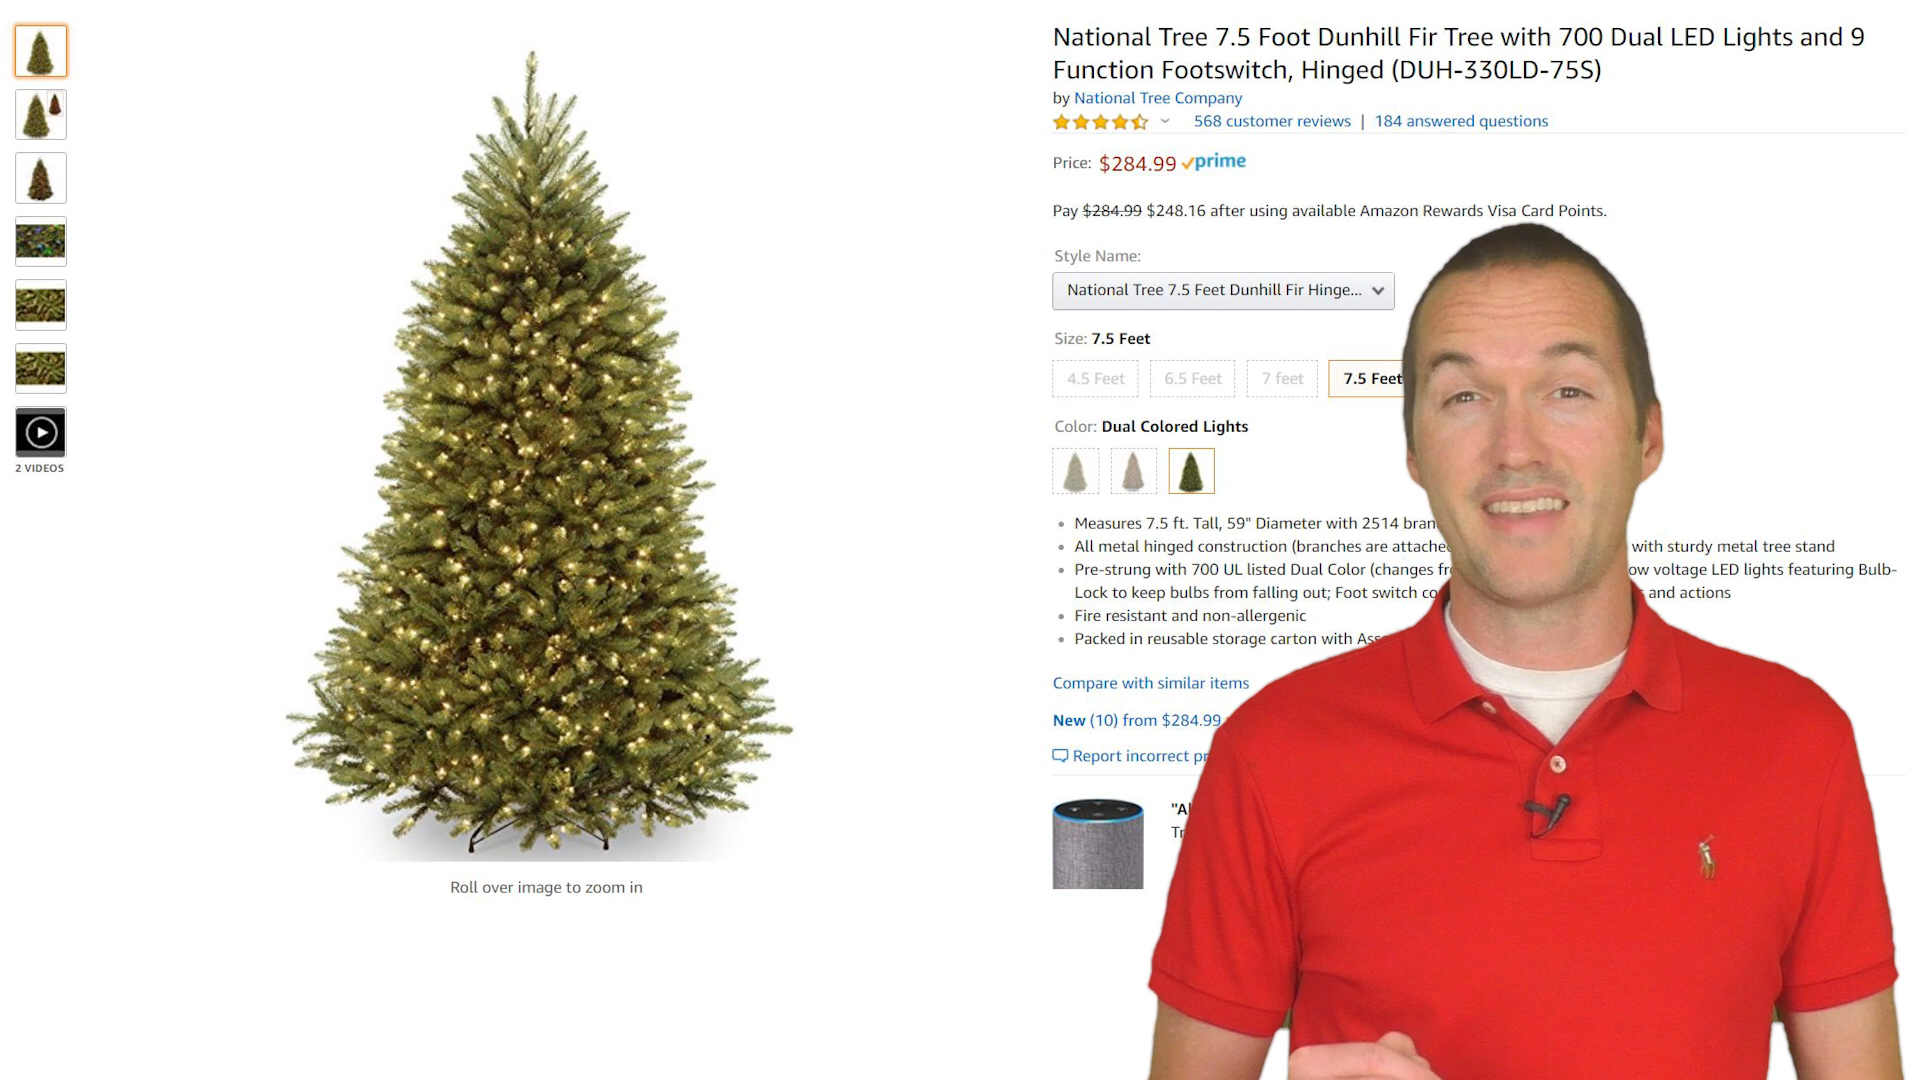 National Tree 7.5 Foot Dunhill Fir Tree with 700 Dual LED Lights and 9
Function Footswitch, Hinged (DUH-330LD-75S)
by National Tree Company
568 customer reviews | 184 answered questions
Price: $284.99 prime
Pay $284.99 $248.16 after using available Amazon Rewards Visa Card Points.
Style Name:
National Tree 7.5 Feet Dunhill Fir Hinge...
Size: 7.5 Feet
4.5 Feet 6.5 Feet 7 feet 7.5 Feet
Color: Dual Colored Lights
2 VIDEOS
Measures 7.5 ft. Tall, 59" Diameter with 2514
All metal hinged construction (branches are with sturdy metal tree stand
Pre-strung with 700 UL listed Dual Color (changes voltage LED lights featuring Bulb-
Lock to keep bulbs from falling out; Foot switch and actions
Fire resistant and non-allergenic
Packed in reusable storage carton with
Compare with similar items
New (10) from $284.99
Report incorrect
Roll over image to zoom in